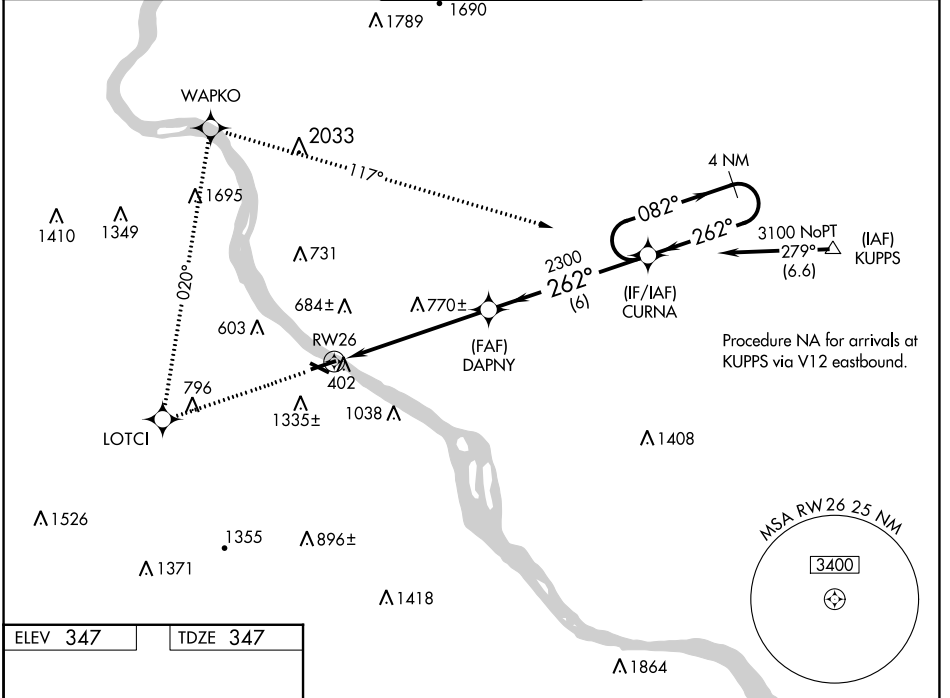 1690
1789
WAPKO
2033
117°
4 NM
1695
082°
1410
1349
262°
3100 NoPT
279°
(6.6)
(IAF)
KUPPS
731
2300
262°
(6)
020°
(IF/IAF)
CURNA
684±
770±
603
RW26
(FAF)
DAPNY
Procedure NA for arrivals at
KUPPS via V12 eastbound.
402
796
1335±
1038
LOTCI
1408
1526
MSA RW26 25 NM
1355
896±
3400
1371
1418
ELEV 347
TDZE 347
1864